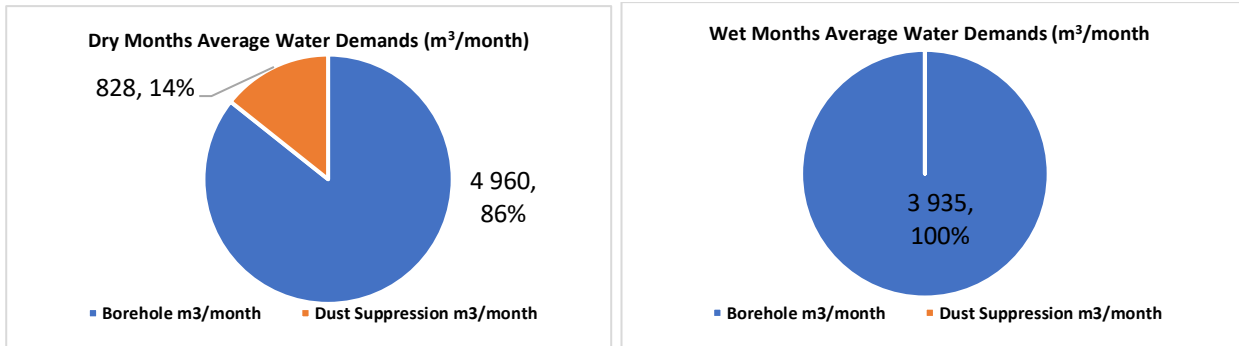 Dry Months Average Water Demands (m³/month)
828, 14%
4 960,
86%
Borehole m3/month
Dust Suppression m3/month
Wet Months Average Water Demands (m³/month
3 935,
100%
Borehole m3/month
Dust Suppression m3/month